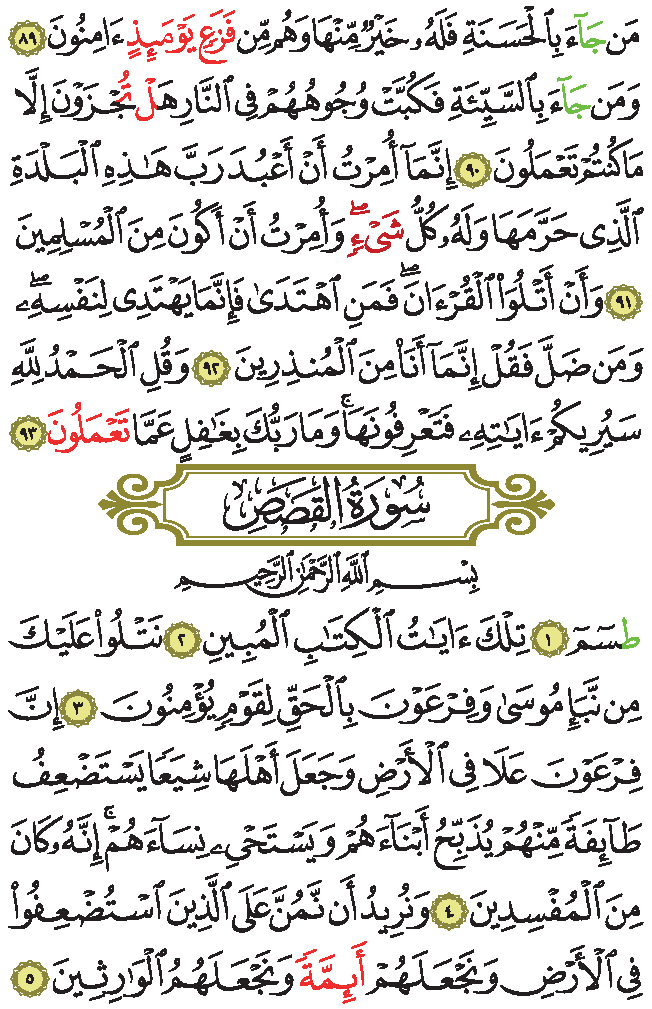 مَن جَآءَ بِٱلْحَسَنَةِ فَلَهُۥ خَيْرٌ مِّنْهَا وَهُم مِّن فَزَعِ يَوْمَئِذٍ ءَامِنُونَ ٨٩
وَمَن جَآءَ بِٱلسَّيِّئَةِ فَكُبَّتْ وُجُوهُهُمْ فِى ٱلنَّارِ هَلْ تُجْزَوْنَ إِلَّا
مَا كُنتُمْ تَعْمَلُونَ ٩٠ إِنَّمَآ أُمِرْتُ أَنْ أَعْبُدَ رَبَّ هَـٰذِهِ ٱلْبَلْدَةِ
ٱلَّذِى حَرَّمَهَا وَلَهُۥ كُلُّ شَىْءٍۖ وَأُمِرْتُ أَنْ أَكُونَ مِنَ ٱلْمُسْلِمِينَ
٩١ وَأَنْ أَتْلُوَا۟ ٱلْقُرْءَانَۖ فَمَنِ ٱهْتَدَىٰ فَإِنَّمَا يَهْتَدِى لِنَفْسِهِۦۖ
وَمَن ضَلَّ فَقُلْ إِنَّمَآ أَنَا۠ مِنَ ٱلْمُنذِرِينَ ٩٢ وَقُلِ ٱلْحَمْدُ لِلَّهِ
سَيُرِيكُمْ ءَايَـٰتِهِۦ فَتَعْرِفُونَهَاۚ وَمَا رَبُّكَ بِغَـٰفِلٍ عَمَّا تَعْمَلُونَ ٩٣
سُورَةُ القَصَصِ
بِسْمِ ٱللَّهِ ٱلرَّحْمَـٰنِ ٱلرَّحِيمِ
طسٓمٓ ١ تِلْكَ ءَايَـٰتُ ٱلْكِتَـٰبِ ٱلْمُبِينِ ٢ نَتْلُوا۟ عَلَيْكَ
مِن نَّبَإِ مُوسَىٰ وَفِرْعَوْنَ بِٱلْحَقِّ لِقَوْمٍ يُؤْمِنُونَ ٣ إِنَّ
فِرْعَوْنَ عَلَا فِى ٱلْأَرْضِ وَجَعَلَ أَهْلَهَا شِيَعًا يَسْتَضْعِفُ
طَآئِفَةً مِّنْهُمْ يُذَبِّحُ أَبْنَآءَهُمْ وَيَسْتَحْىِۦ نِسَآءَهُمْۚ إِنَّهُۥ كَانَ
مِنَ ٱلْمُفْسِدِينَ ٤ وَنُرِيدُ أَن نَّمُنَّ عَلَى ٱلَّذِينَ ٱسْتُضْعِفُوا۟
فِى ٱلْأَرْضِ وَنَجْعَلَهُمْ أَئِمَّةً وَنَجْعَلَهُمُ ٱلْوَٰرِثِينَ ٥